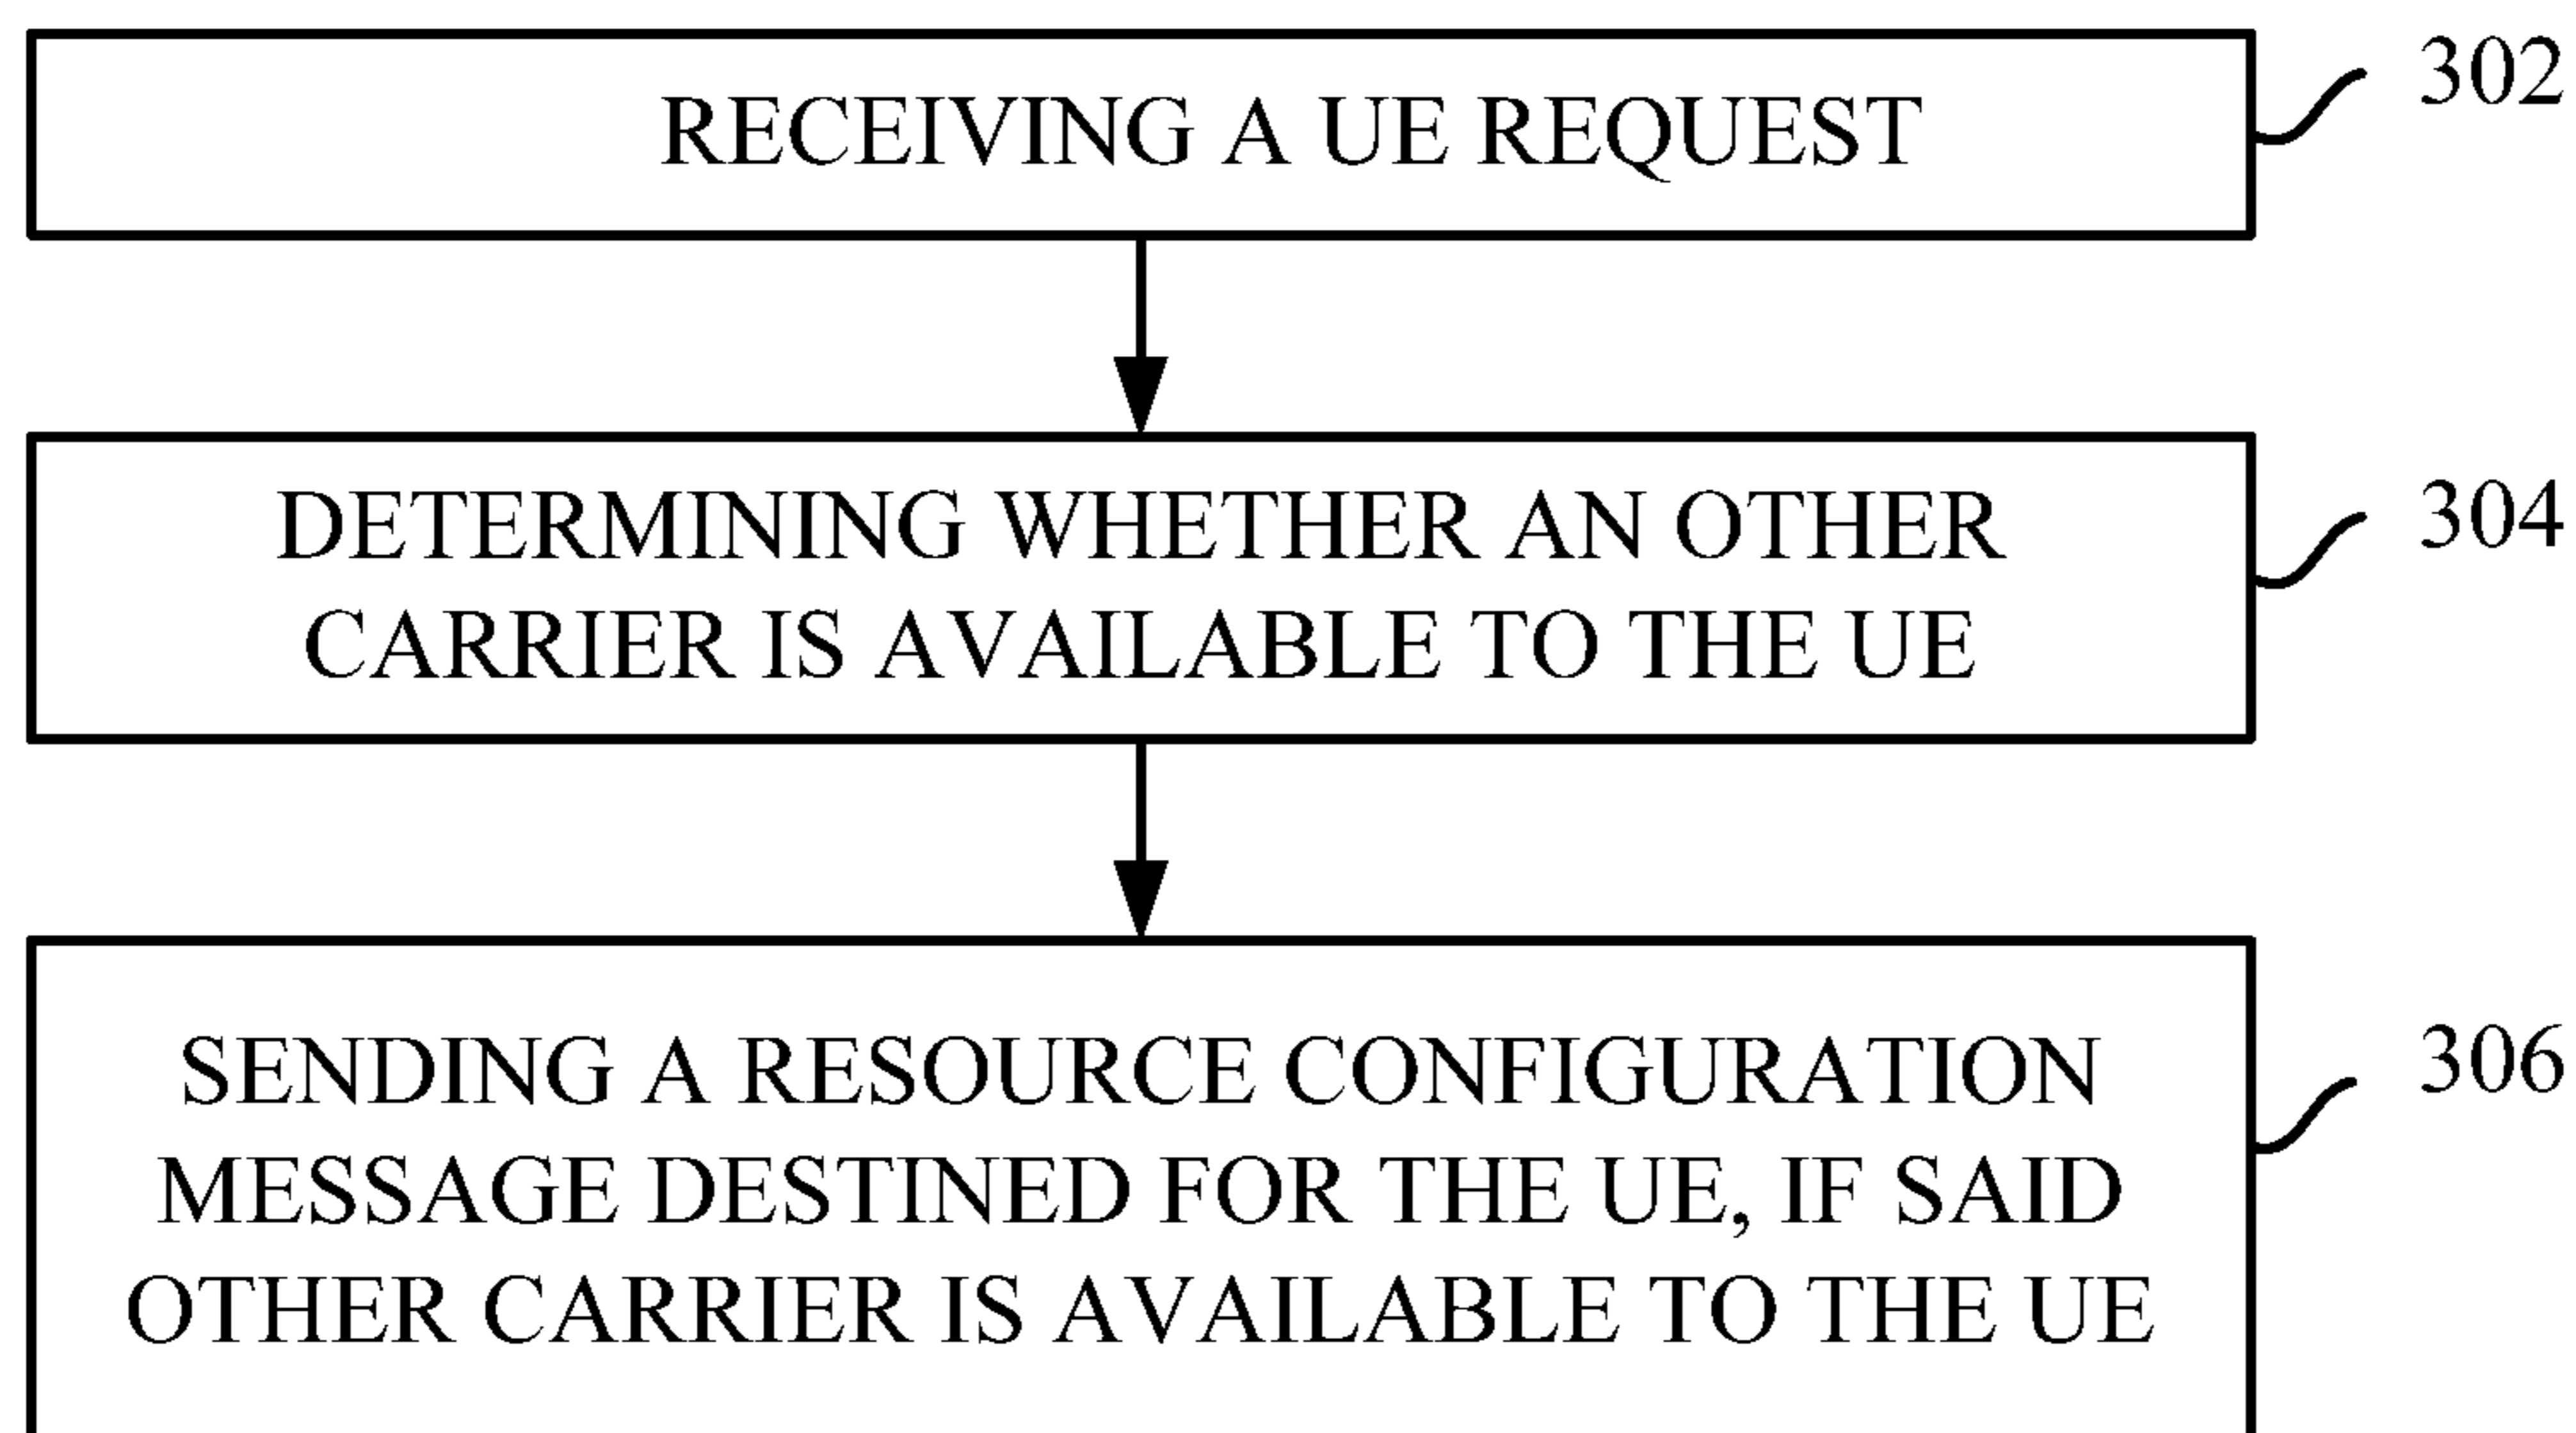 RECEIVING A UE REQUEST
302
DETERMINING WHETHER AN OTHER
CARRIER IS AVAILABLE TO THE UE
304
SENDING A RESOURCE CONFIGURATION
MESSAGE DESTINED FOR THE UE, IF SAID
OTHER CARRIER IS AVAILABLE TO THE UE
306